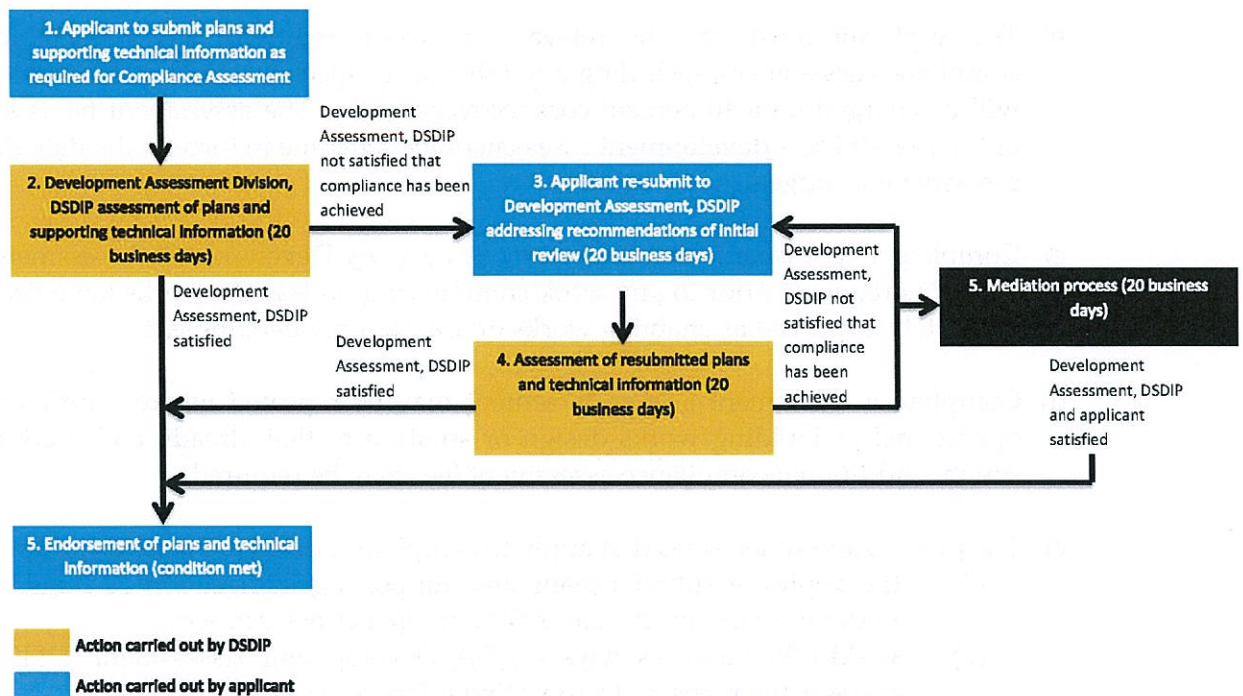 1. Applicant to submit plans and
supporting technical information as
required for Compliance Assessment
Development
Assessment, DSDiP
not satisfied that
compliance has been
achieved
2. Development Assessment Division,
DSDIP assessment of plans and
supporting technical information (20
business days)
3. Applicant re-submit to
Development Assessment, DSDIP
addressing recommendations of initial
review (20 business days)
Development
Assessment, DSDIP
satisfied
Development
Assessment, DSDIP
satisfied
4. Assessment of resubmitted plans
and technical information (20
business days)
Development
Assessment,
DSDIP not
satisfied that
compliance
has been
achieved
5. Mediation process (20 business
days)
Development
Assessment, DSDIP
and applicant
satisfied
5. Endorsement of plans and technical
information (condition met)
Action carried out by DSDIP
Action carried out by applicant